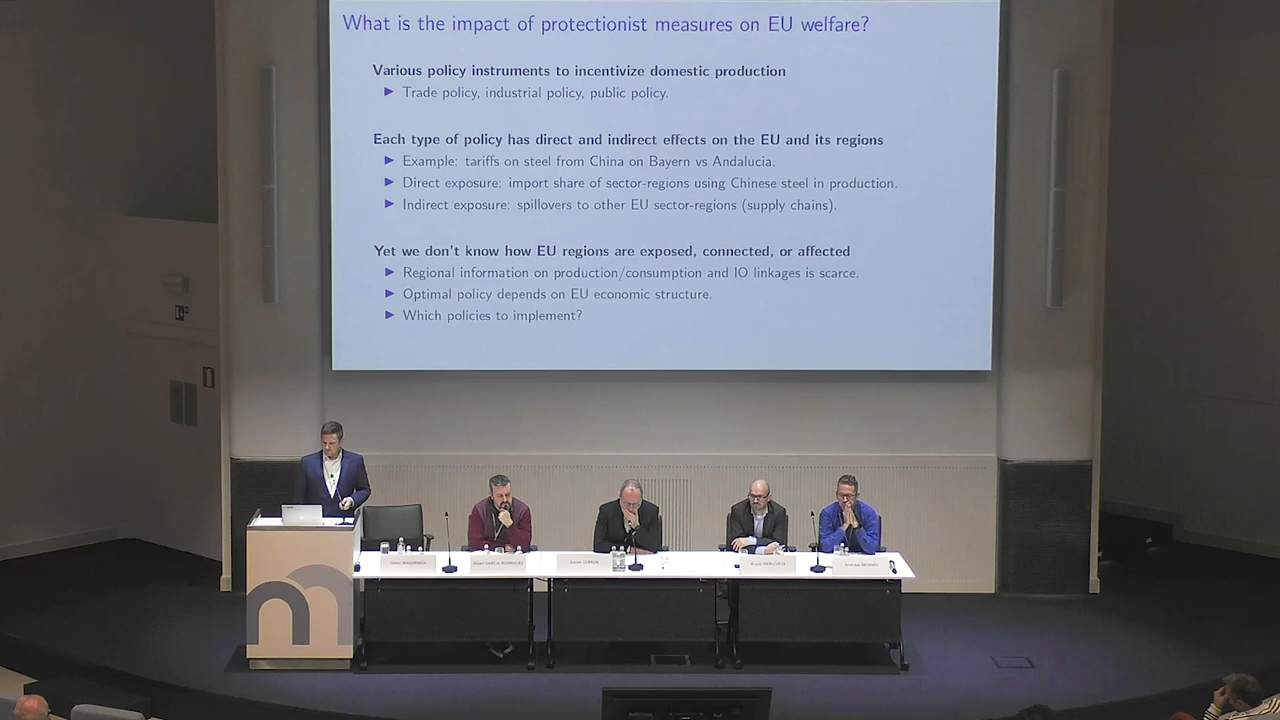 What is the impact of protectionist measures on EU welfare?
Various policy instruments to incentivize domestic production
▶ Trade policy, industrial policy, public policy.
Each type of policy has direct and indirect effects on the EU and its regions
▶ Example: tariffs on steel from China on Bayern vs Andalucia.
▶ Direct exposure: import share of sector-regions using Chinese steel in production.
▶ Indirect exposure: spillovers to other EU sector-regions (supply chains).
Yet we don't know how EU regions are exposed, connected, or affected
▶ Regional information on production/consumption and IO linkages is scarce.
▶ Optimal policy depends on EU economic structure.
▶ Which policies to implement?